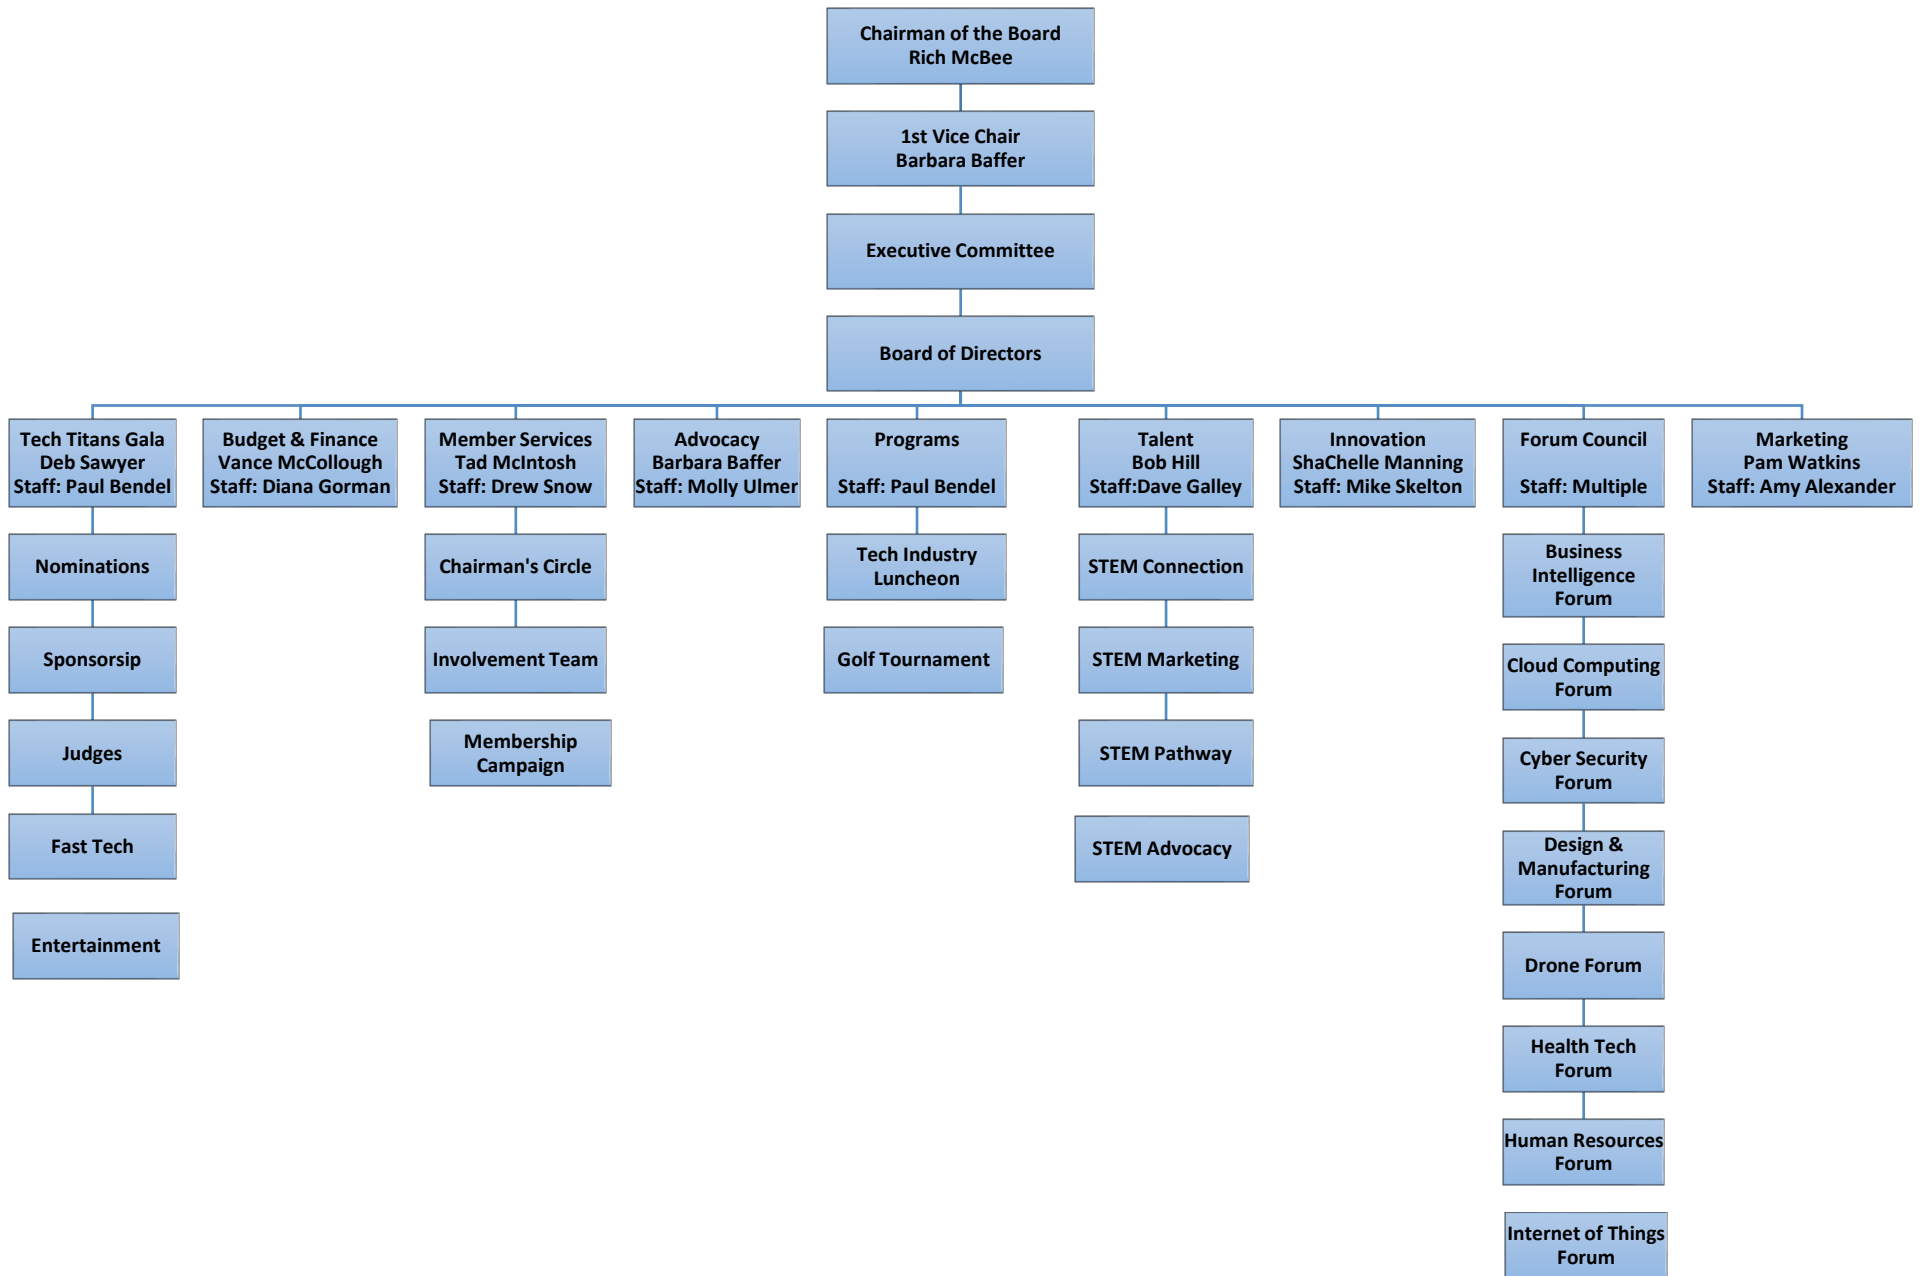 Chairman of the Board
Rich McBee
1st Vice Chair
Barbara Baffer
Executive Committee
Board of Directors
Tech Titans Gala
Deb Sawyer
Staff: Paul Bendel
Budget & Finance
Vance McCollough
Staff: Diana Gorman
Member Services
Tad McIntosh
Staff: Drew Snow
Advocacy
Barbara Baffer
Staff: Molly Ulmer
Programs
Staff: Paul Bendel
Talent
Bob Hill
Staff:Dave Galley
Innovation
ShaChelle Manning
Staff: Mike Skelton
Forum Council
Staff: Multiple
Marketing
Pam Watkins
Staff: Amy Alexander
Nominations
Sponsorsip
Judges
Fast Tech
Entertainment
Chairman's Circle
Involvement Team
Membership
Campaign
Tech Industry
Luncheon
Golf Tournament
STEM Connection
STEM Marketing
STEM Pathway
STEM Advocacy
Business
Intelligence
Forum
Cloud Computing
Forum
Cyber Security
Forum
Design &
Manufacturing
Forum
Drone Forum
Health Tech
Forum
Human Resources
Forum
Internet of Things
Forum